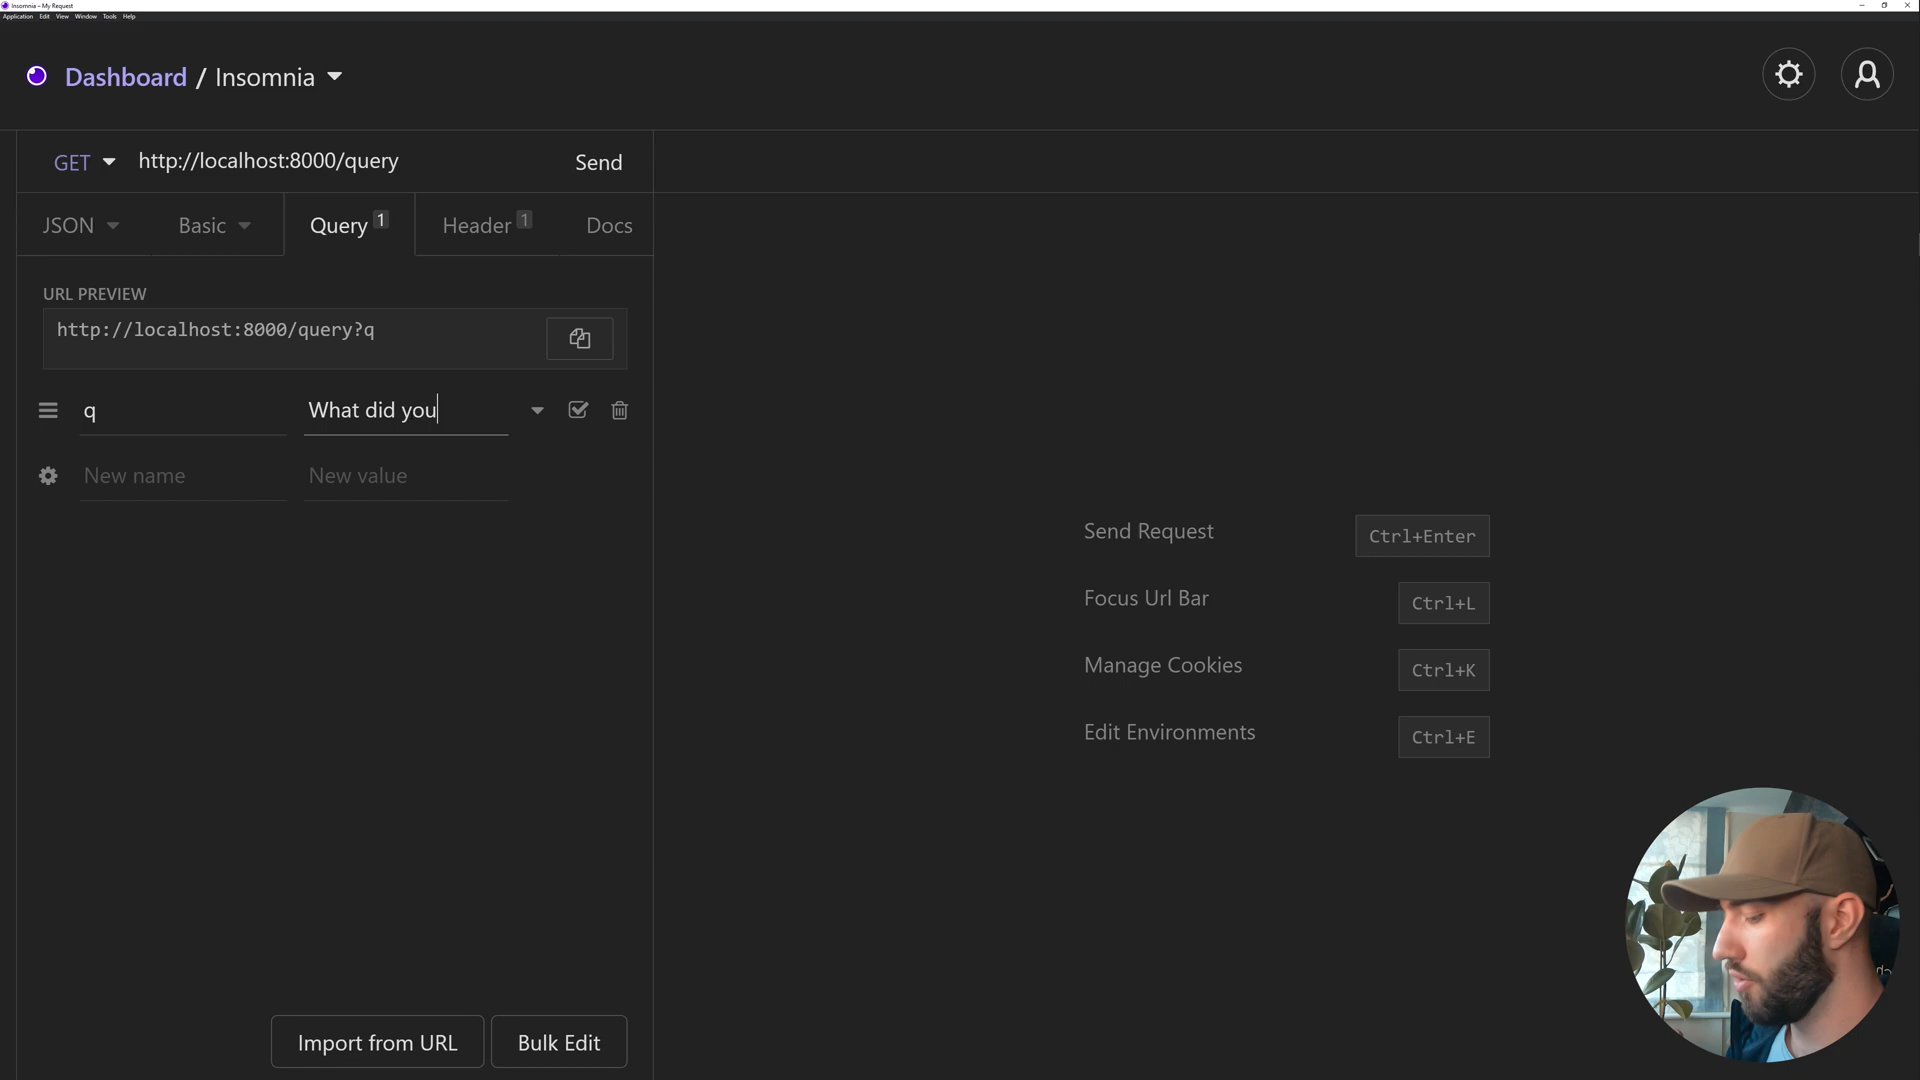 Insomnia – My Request
Application Edit View Window Tools Help
Dashboard / Insomnia
GET http://localhost:8000/query Send
JSON Basic Query 1 Header 1 Docs
URL PREVIEW
http://localhost:8000/query?q
q What did you
New name New value
Send Request Ctrl+Enter
Focus Url Bar Ctrl+L
Manage Cookies Ctrl+K
Edit Environments Ctrl+E
Import from URL Bulk Edit